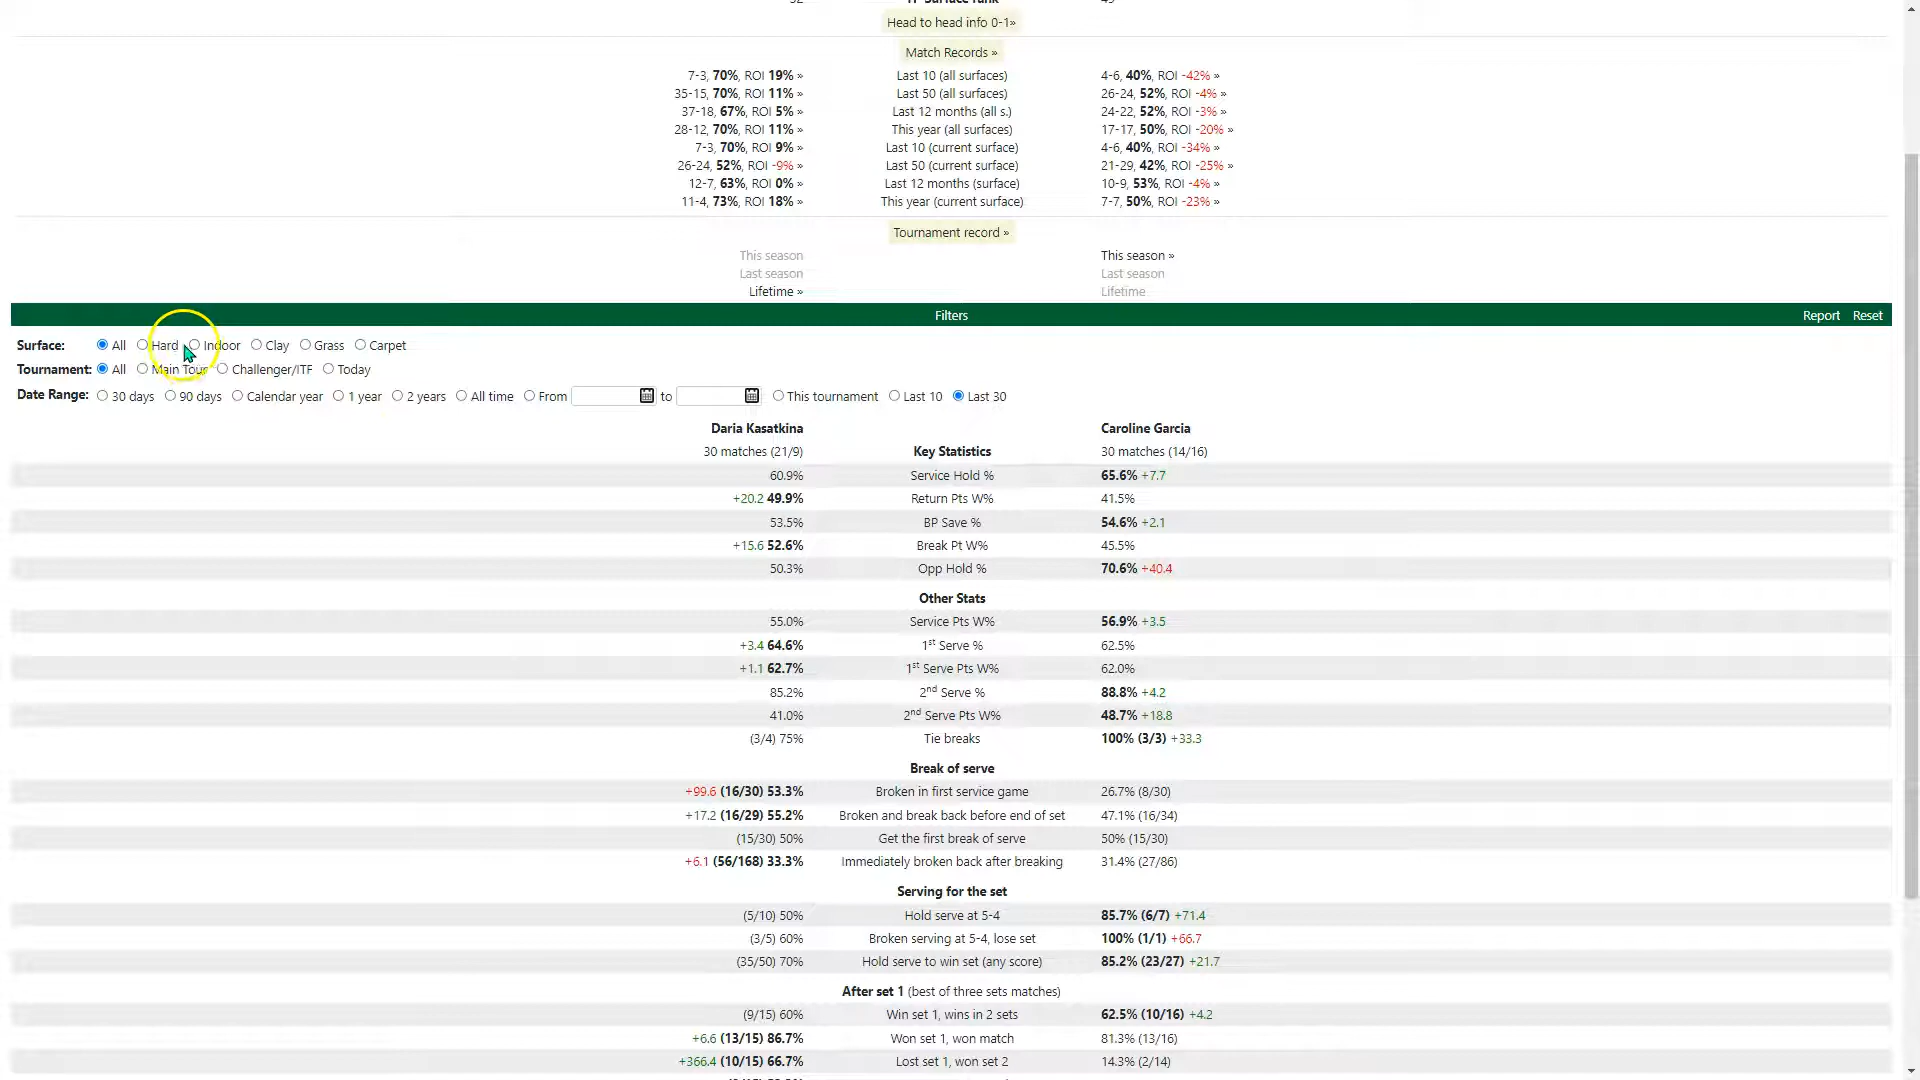 Head to head info 0-1»
Match Records »
7-3, 70%, ROI 19% » Last 10 (all surfaces) 4-6, 40%, ROI -42% »
35-15, 70%, ROI 11% » Last 50 (all surfaces) 26-24, 52%, ROI -4% »
37-18, 67%, ROI 5% » Last 12 months (all s.) 24-22, 52%, ROI -3% »
28-12, 70%, ROI 11% » This year (all surfaces) 17-17, 50%, ROI -20% »
7-3, 70%, ROI 9% » Last 10 (current surface) 4-6, 40%, ROI -34% »
26-24, 52%, ROI -9% » Last 50 (current surface) 21-29, 42%, ROI -25% »
12-7, 63%, ROI 0% » Last 12 months (surface) 10-9, 53%, ROI -4% »
11-4, 73%, ROI 18% » This year (current surface) 7-7, 50%, ROI -23% »
Tournament record »
This season This season »
Last season Last season
Lifetime » Lifetime
Filters Report Reset
Surface: All Hard Indoor Clay Grass Carpet
Tournament: All Main Tour Challenger/ITF Today
Date Range: 30 days 90 days Calendar year 1 year 2 years All time From to This tournament Last 10 Last 30
Daria Kasatkina Caroline Garcia
30 matches (21/9) Key Statistics 30 matches (14/16)
60.9% Service Hold % 65.6% +7.7
+20.2 49.9% Return Pts W% 41.5%
53.5% BP Save % 54.6% +2.1
+15.6 52.6% Break Pt W% 45.5%
50.3% Opp Hold % 70.6% +40.4
Other Stats
55.0% Service Pts W% 56.9% +3.5
+3.4 64.6% 1st Serve % 62.5%
+1.1 62.7% 1st Serve Pts W% 62.0%
85.2% 2nd Serve % 88.8% +4.2
41.0% 2nd Serve Pts W% 48.7% +18.8
(3/4) 75% Tie breaks 100% (3/3) +33.3
Break of serve
+99.6 (16/30) 53.3% Broken in first service game 26.7% (8/30)
+17.2 (16/29) 55.2% Broken and break back before end of set 47.1% (16/34)
(15/30) 50% Get the first break of serve 50% (15/30)
+6.1 (56/168) 33.3% Immediately broken back after breaking 31.4% (27/86)
Serving for the set
(5/10) 50% Hold serve at 5-4 85.7% (6/7) +71.4
(3/5) 60% Broken serving at 5-4, lose set 100% (1/1) +66.7
(35/50) 70% Hold serve to win set (any score) 85.2% (23/27) +21.7
After set 1 (best of three sets matches)
(9/15) 60% Win set 1, wins in 2 sets 62.5% (10/16) +4.2
+6.6 (13/15) 86.7% Won set 1, won match 81.3% (13/16)
+366.4 (10/15) 66.7% Lost set 1, won set 2 14.3% (2/14)